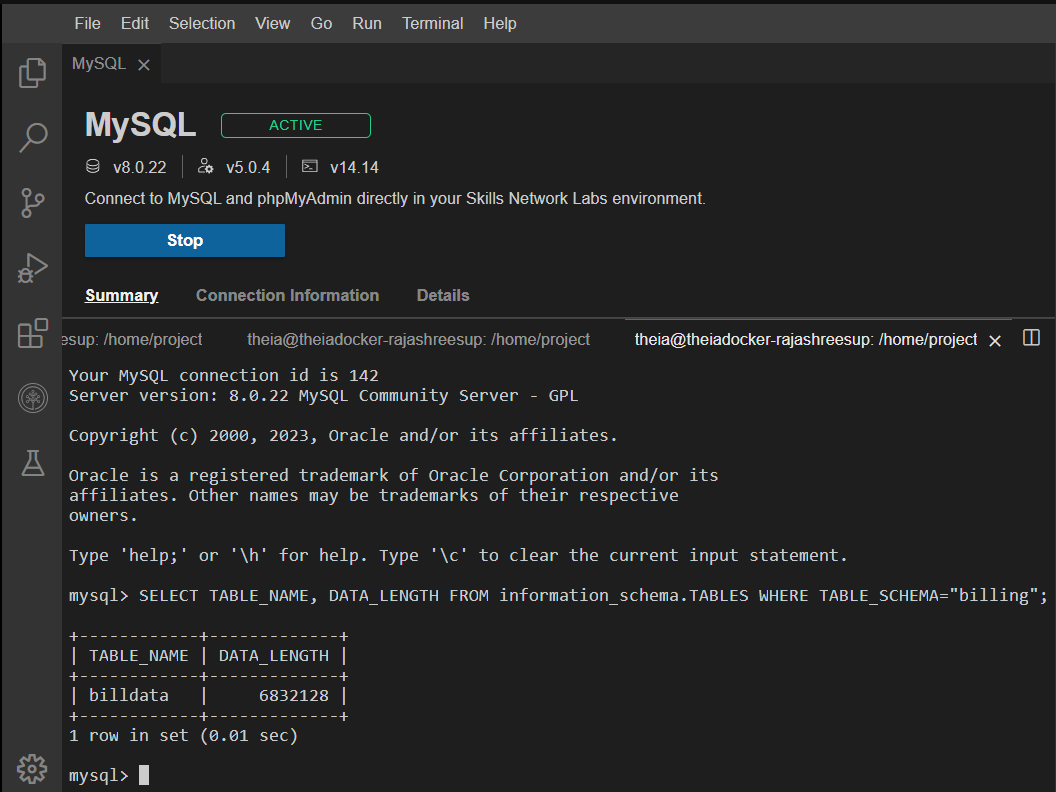 File Edit Selection View Go Run Terminal Help
MySQL
MySQL ACTIVE
v8.0.22 v5.0.4 v14.14
Connect to MySQL and phpMyAdmin directly in your Skills Network Labs environment.
Stop
Summary Connection Information Details
esup: /home/project theia@theiadocker-rajashreesup: /home/project theia@theiadocker-rajashreesup: /home/project
Your MySQL connection id is 142
Server version: 8.0.22 MySQL Community Server - GPL
Copyright (c) 2000, 2023, Oracle and/or its affiliates.
Oracle is a registered trademark of Oracle Corporation and/or its
affiliates. Other names may be trademarks of their respective
owners.
Type 'help;' or '\h' for help. Type '\c' to clear the current input statement.
mysql> SELECT TABLE_NAME, DATA_LENGTH FROM information_schema.TABLES WHERE TABLE_SCHEMA="billing";
+------------+-------------+
| TABLE_NAME | DATA_LENGTH |
+------------+-------------+
| billdata   |     6832128 |
+------------+-------------+
1 row in set (0.01 sec)
mysql>